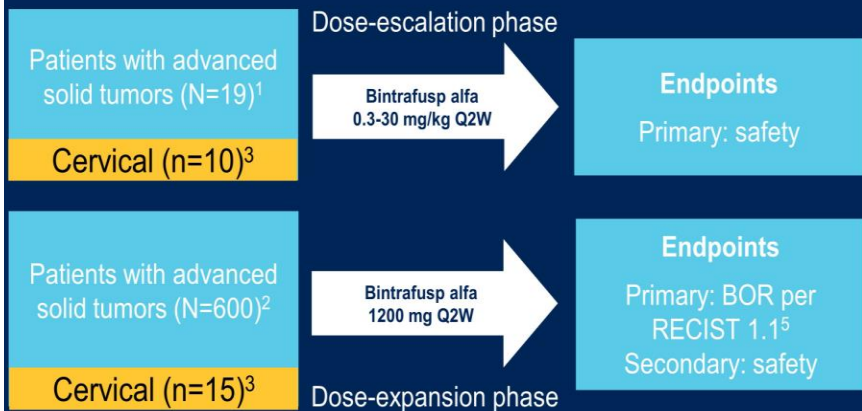 Dose-escalation phase
Patients with advanced
solid tumors (N=19)¹
Cervical (n=10)³
Bintrafusp alfa
0.3-30 mg/kg Q2W
Endpoints
Primary: safety
Patients with advanced
solid tumors (N=600)²
Cervical (n=15)³
Bintrafusp alfa
1200 mg Q2W
Dose-expansion phase
Endpoints
Primary: BOR per
RECIST 1.1⁵
Secondary: safety